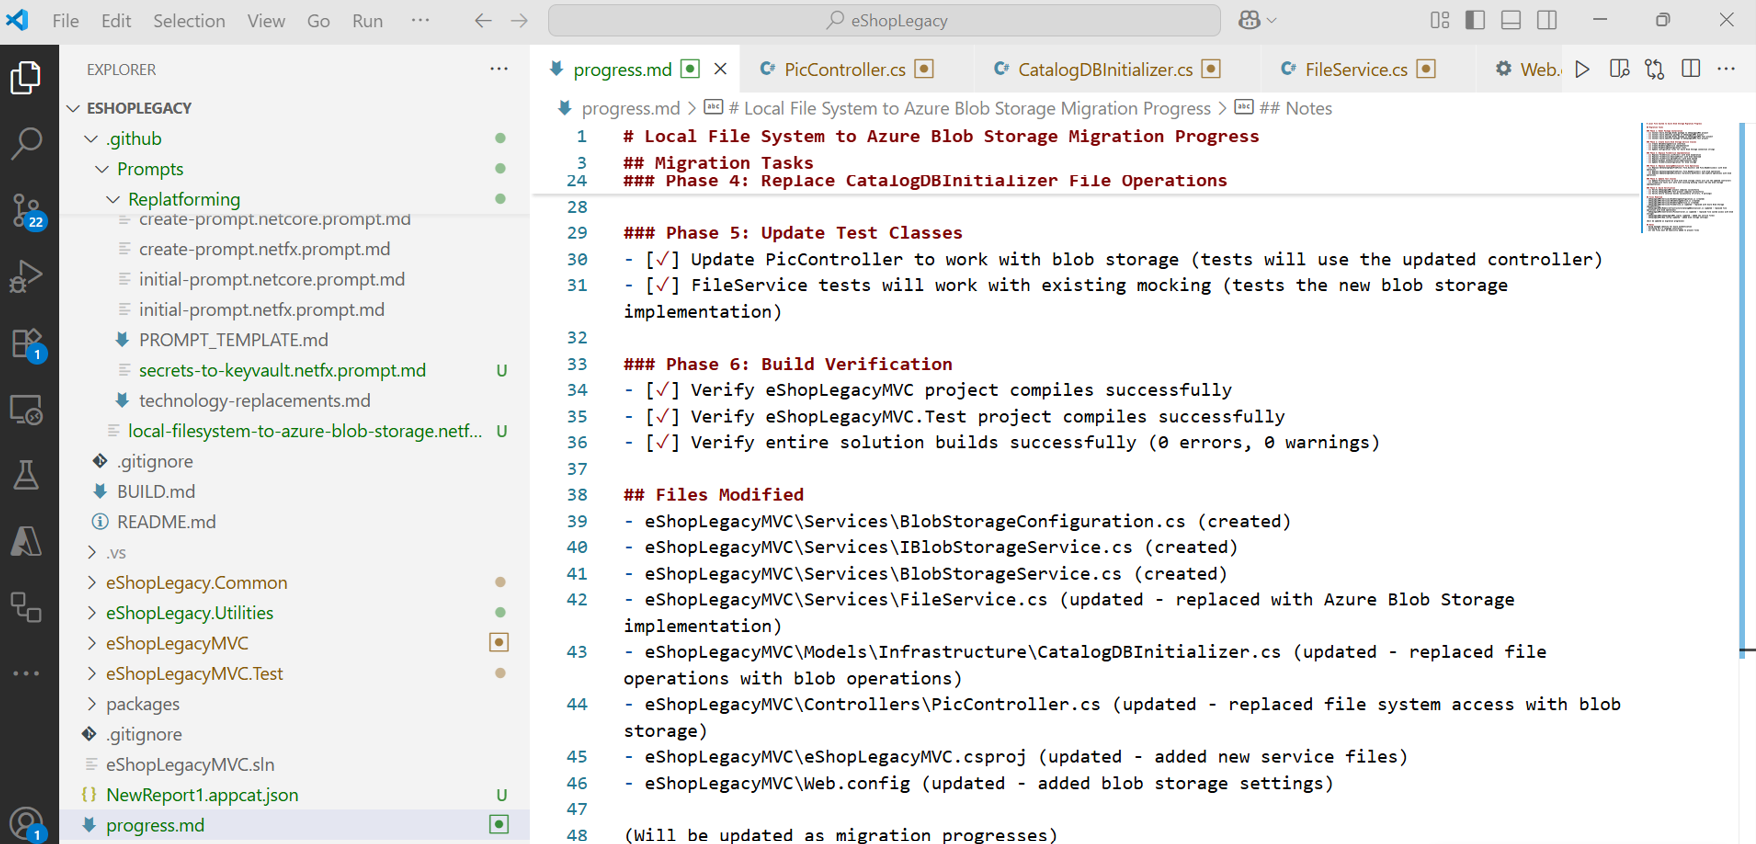 File Edit Selection View Go Run ··· eShopLegacy
EXPLORER ···
ESHOPLEGACY
.github
Prompts
Replatforming
create-prompt.netcore.prompt.md
create-prompt.netfx.prompt.md
initial-prompt.netcore.prompt.md
initial-prompt.netfx.prompt.md
PROMPT_TEMPLATE.md
secrets-to-keyvault.netfx.prompt.md U
technology-replacements.md
local-filesystem-to-azure-blob-storage.netf... U
.gitignore
BUILD.md
README.md
.vs
eShopLegacy.Common
eShopLegacy.Utilities
eShopLegacyMVC
eShopLegacyMVC.Test
packages
.gitignore
eShopLegacyMVC.sln
{} NewReport1.appcat.json U
progress.md
22
1
1
progress.md C# PicController.cs C# CatalogDBInitializer.cs C# FileService.cs Web.
progress.md > abc # Local File System to Azure Blob Storage Migration Progress > abc ## Notes
1 # Local File System to Azure Blob Storage Migration Progress
3 ## Migration Tasks
24 ### Phase 4: Replace CatalogDBInitializer File Operations
28
29 ### Phase 5: Update Test Classes
30 - [✓] Update PicController to work with blob storage (tests will use the updated controller)
31 - [✓] FileService tests will work with existing mocking (tests the new blob storage
implementation)
32
33 ### Phase 6: Build Verification
34 - [✓] Verify eShopLegacyMVC project compiles successfully
35 - [✓] Verify eShopLegacyMVC.Test project compiles successfully
36 - [✓] Verify entire solution builds successfully (0 errors, 0 warnings)
37
38 ## Files Modified
39 - eShopLegacyMVC\Services\BlobStorageConfiguration.cs (created)
40 - eShopLegacyMVC\Services\IBlobStorageService.cs (created)
41 - eShopLegacyMVC\Services\BlobStorageService.cs (created)
42 - eShopLegacyMVC\Services\FileService.cs (updated - replaced with Azure Blob Storage
implementation)
43 - eShopLegacyMVC\Models\Infrastructure\CatalogDBInitializer.cs (updated - replaced file
operations with blob operations)
44 - eShopLegacyMVC\Controllers\PicController.cs (updated - replaced file system access with blob
storage)
45 - eShopLegacyMVC\eShopLegacyMVC.csproj (updated - added new service files)
46 - eShopLegacyMVC\Web.config (updated - added blob storage settings)
47
48 (Will be updated as migration progresses)